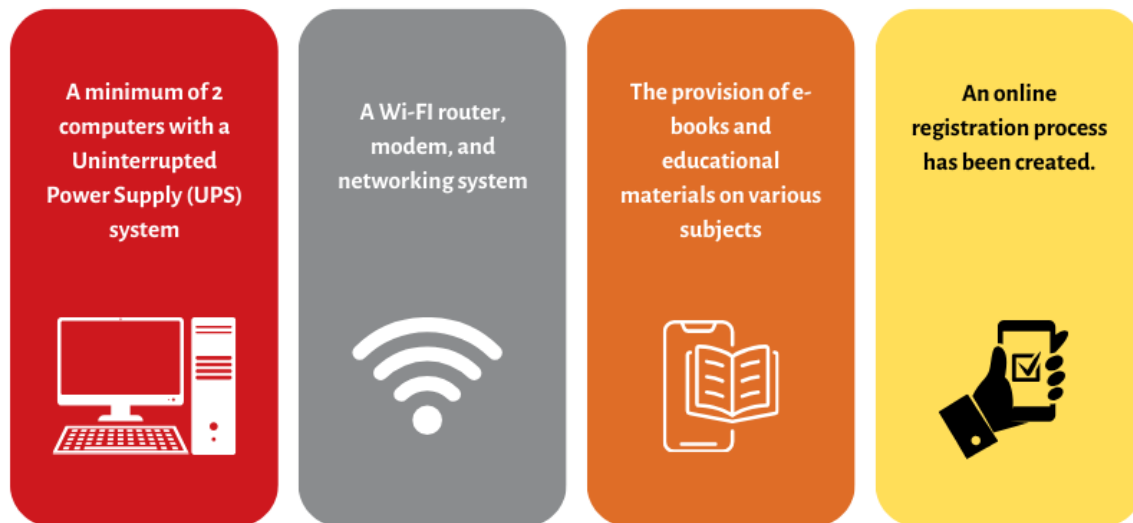 A minimum of 2
computers with a
Uninterrupted
Power Supply (UPS)
system
A Wi-FI router,
modem, and
networking system
The provision of e-
books and
educational
materials on various
subjects
An online
registration process
has been created.